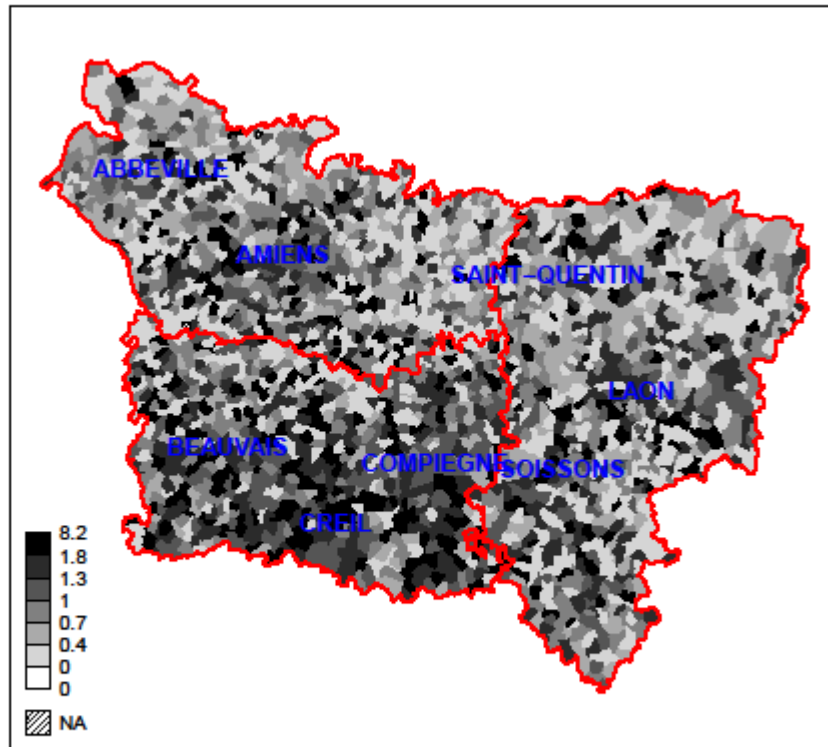 ABBEVILLE
AMIENS
SAINT−QUENTIN
LAON
BEAUVAIS
COMPIEGNE
SOISSONS
CREIL
8.2
1.8
1.3
1
0.7
0.4
0
0
NA